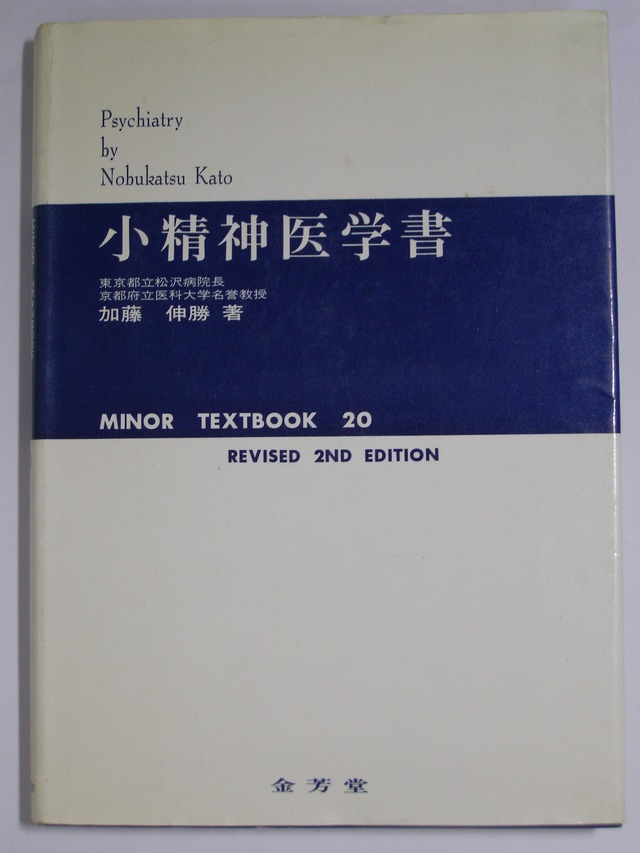 Psychiatry
by
Nobukatsu Kato
小精神医学書
東京都立松沢病院長
京都府立医科大学名誉教授
加藤 伸勝 著
MINOR TEXTBOOK 20
REVISED 2ND EDITION
金芳堂